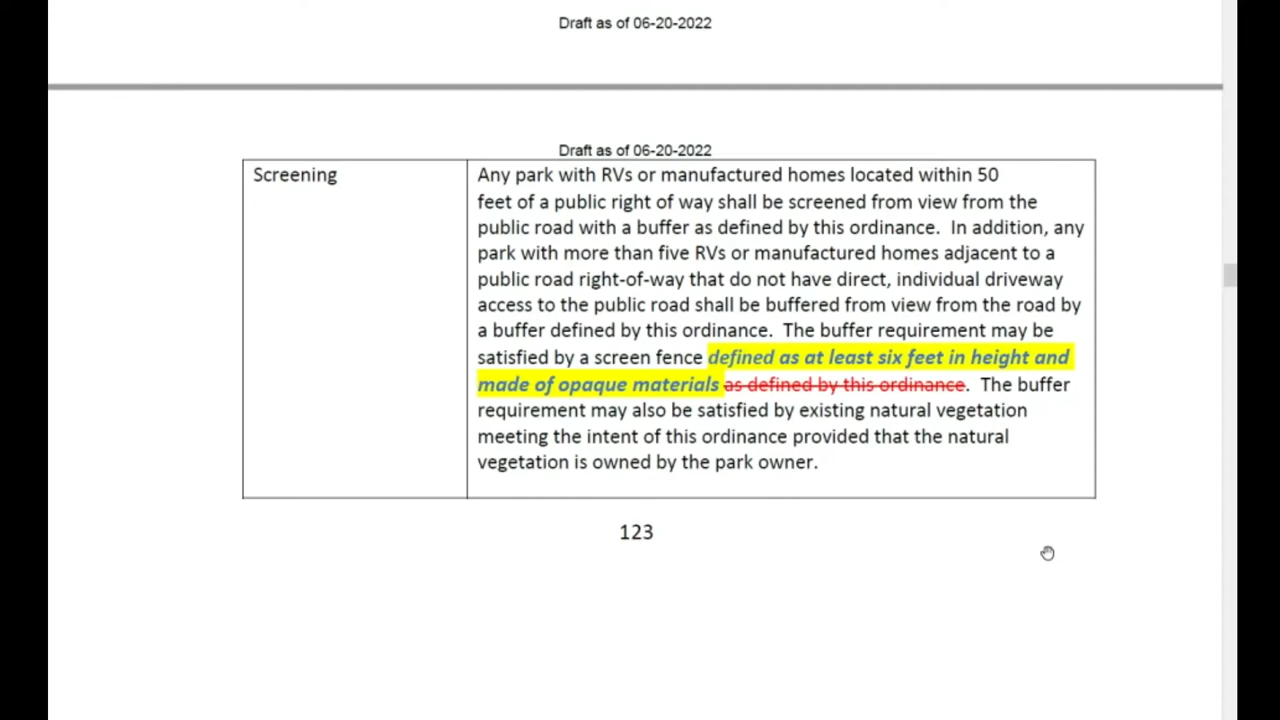 Draft as of 06-20-2022
Draft as of 06-20-2022
Screening
Any park with RVs or manufactured homes located within 50
feet of a public right of way shall be screened from view from the
public road with a buffer as defined by this ordinance.  In addition, any
park with more than five RVs or manufactured homes adjacent to a
public road right-of-way that do not have direct, individual driveway
access to the public road shall be buffered from view from the road by
a buffer defined by this ordinance.  The buffer requirement may be
satisfied by a screen fence defined as at least six feet in height and
made of opaque materials as defined by this ordinance.  The buffer
requirement may also be satisfied by existing natural vegetation
meeting the intent of this ordinance provided that the natural
vegetation is owned by the park owner.
123